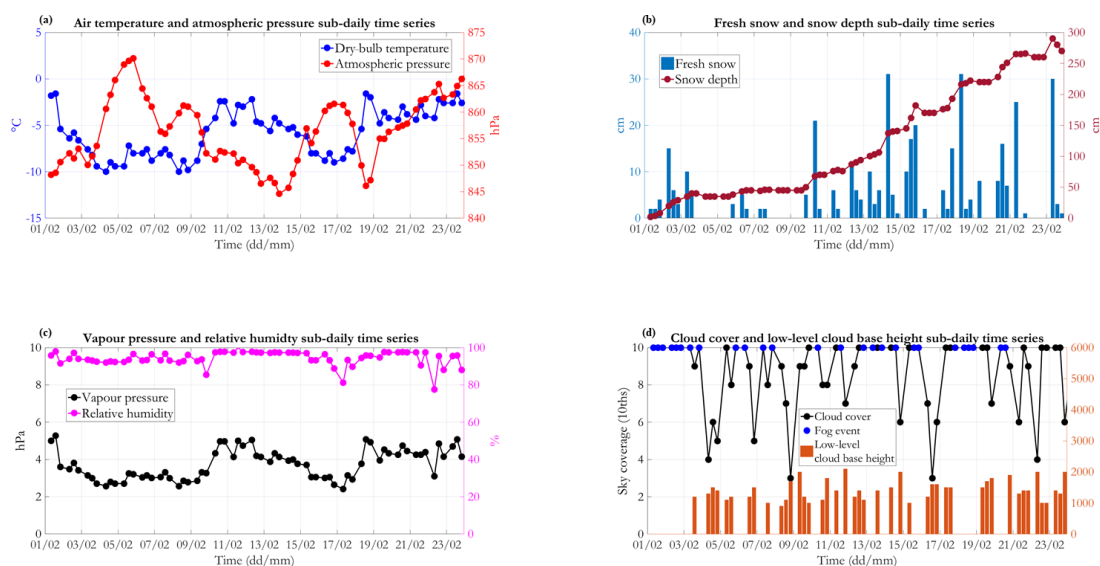 (a)
Air temperature and atmospheric pressure sub-daily time series
5
0
-5
-10
-15
°C
875
870
865
860
855
850
845
840
hPa
Dry-bulb temperature
Atmospheric pressure
01/02 03/02 05/02 07/02 09/02 11/02 13/02 15/02 17/02 19/02 21/02 23/02
Time (dd/mm)
(b)
Fresh snow and snow depth sub-daily time series
40
30
20
10
0
cm
300
250
200
150
100
50
0
cm
Fresh snow
Snow depth
01/02 03/02 05/02 07/02 09/02 11/02 13/02 15/02 17/02 19/02 21/02 23/02
Time (dd/mm)
(c)
Vapour pressure and relative humidity sub-daily time series
10
8
6
4
2
0
hPa
100
80
60
40
20
0
%
Vapour pressure
Relative humidity
01/02 03/02 05/02 07/02 09/02 11/02 13/02 15/02 17/02 19/02 21/02 23/02
Time (dd/mm)
(d)
Cloud cover and low-level cloud base height sub-daily time series
10
8
6
4
2
0
Sky coverage (10ths)
6000
5000
4000
3000
2000
1000
0
m
Cloud cover
Fog event
Low-level
cloud base height
01/02 03/02 05/02 07/02 09/02 11/02 13/02 15/02 17/02 19/02 21/02 23/02
Time (dd/mm)